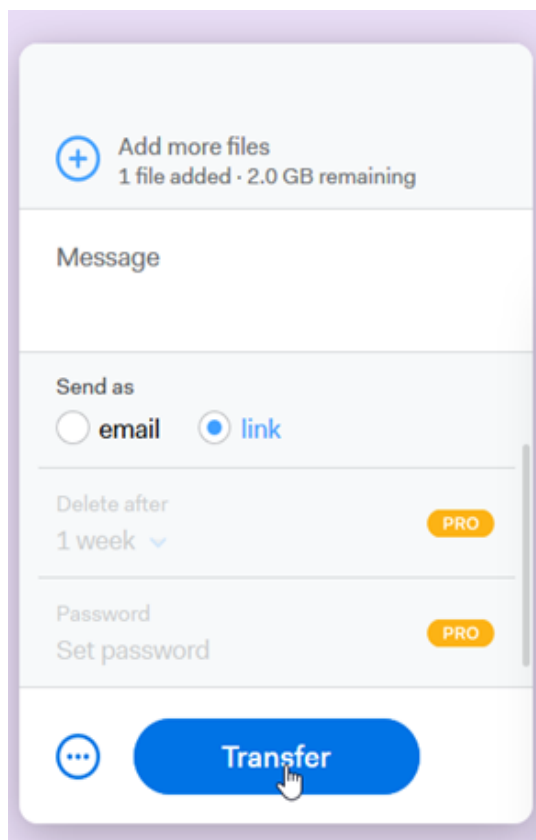 Add more files
1 file added · 2.0 GB remaining
Message
Send as
email link
Delete after
PRO
1 week
Password
PRO
Set password
Transfer